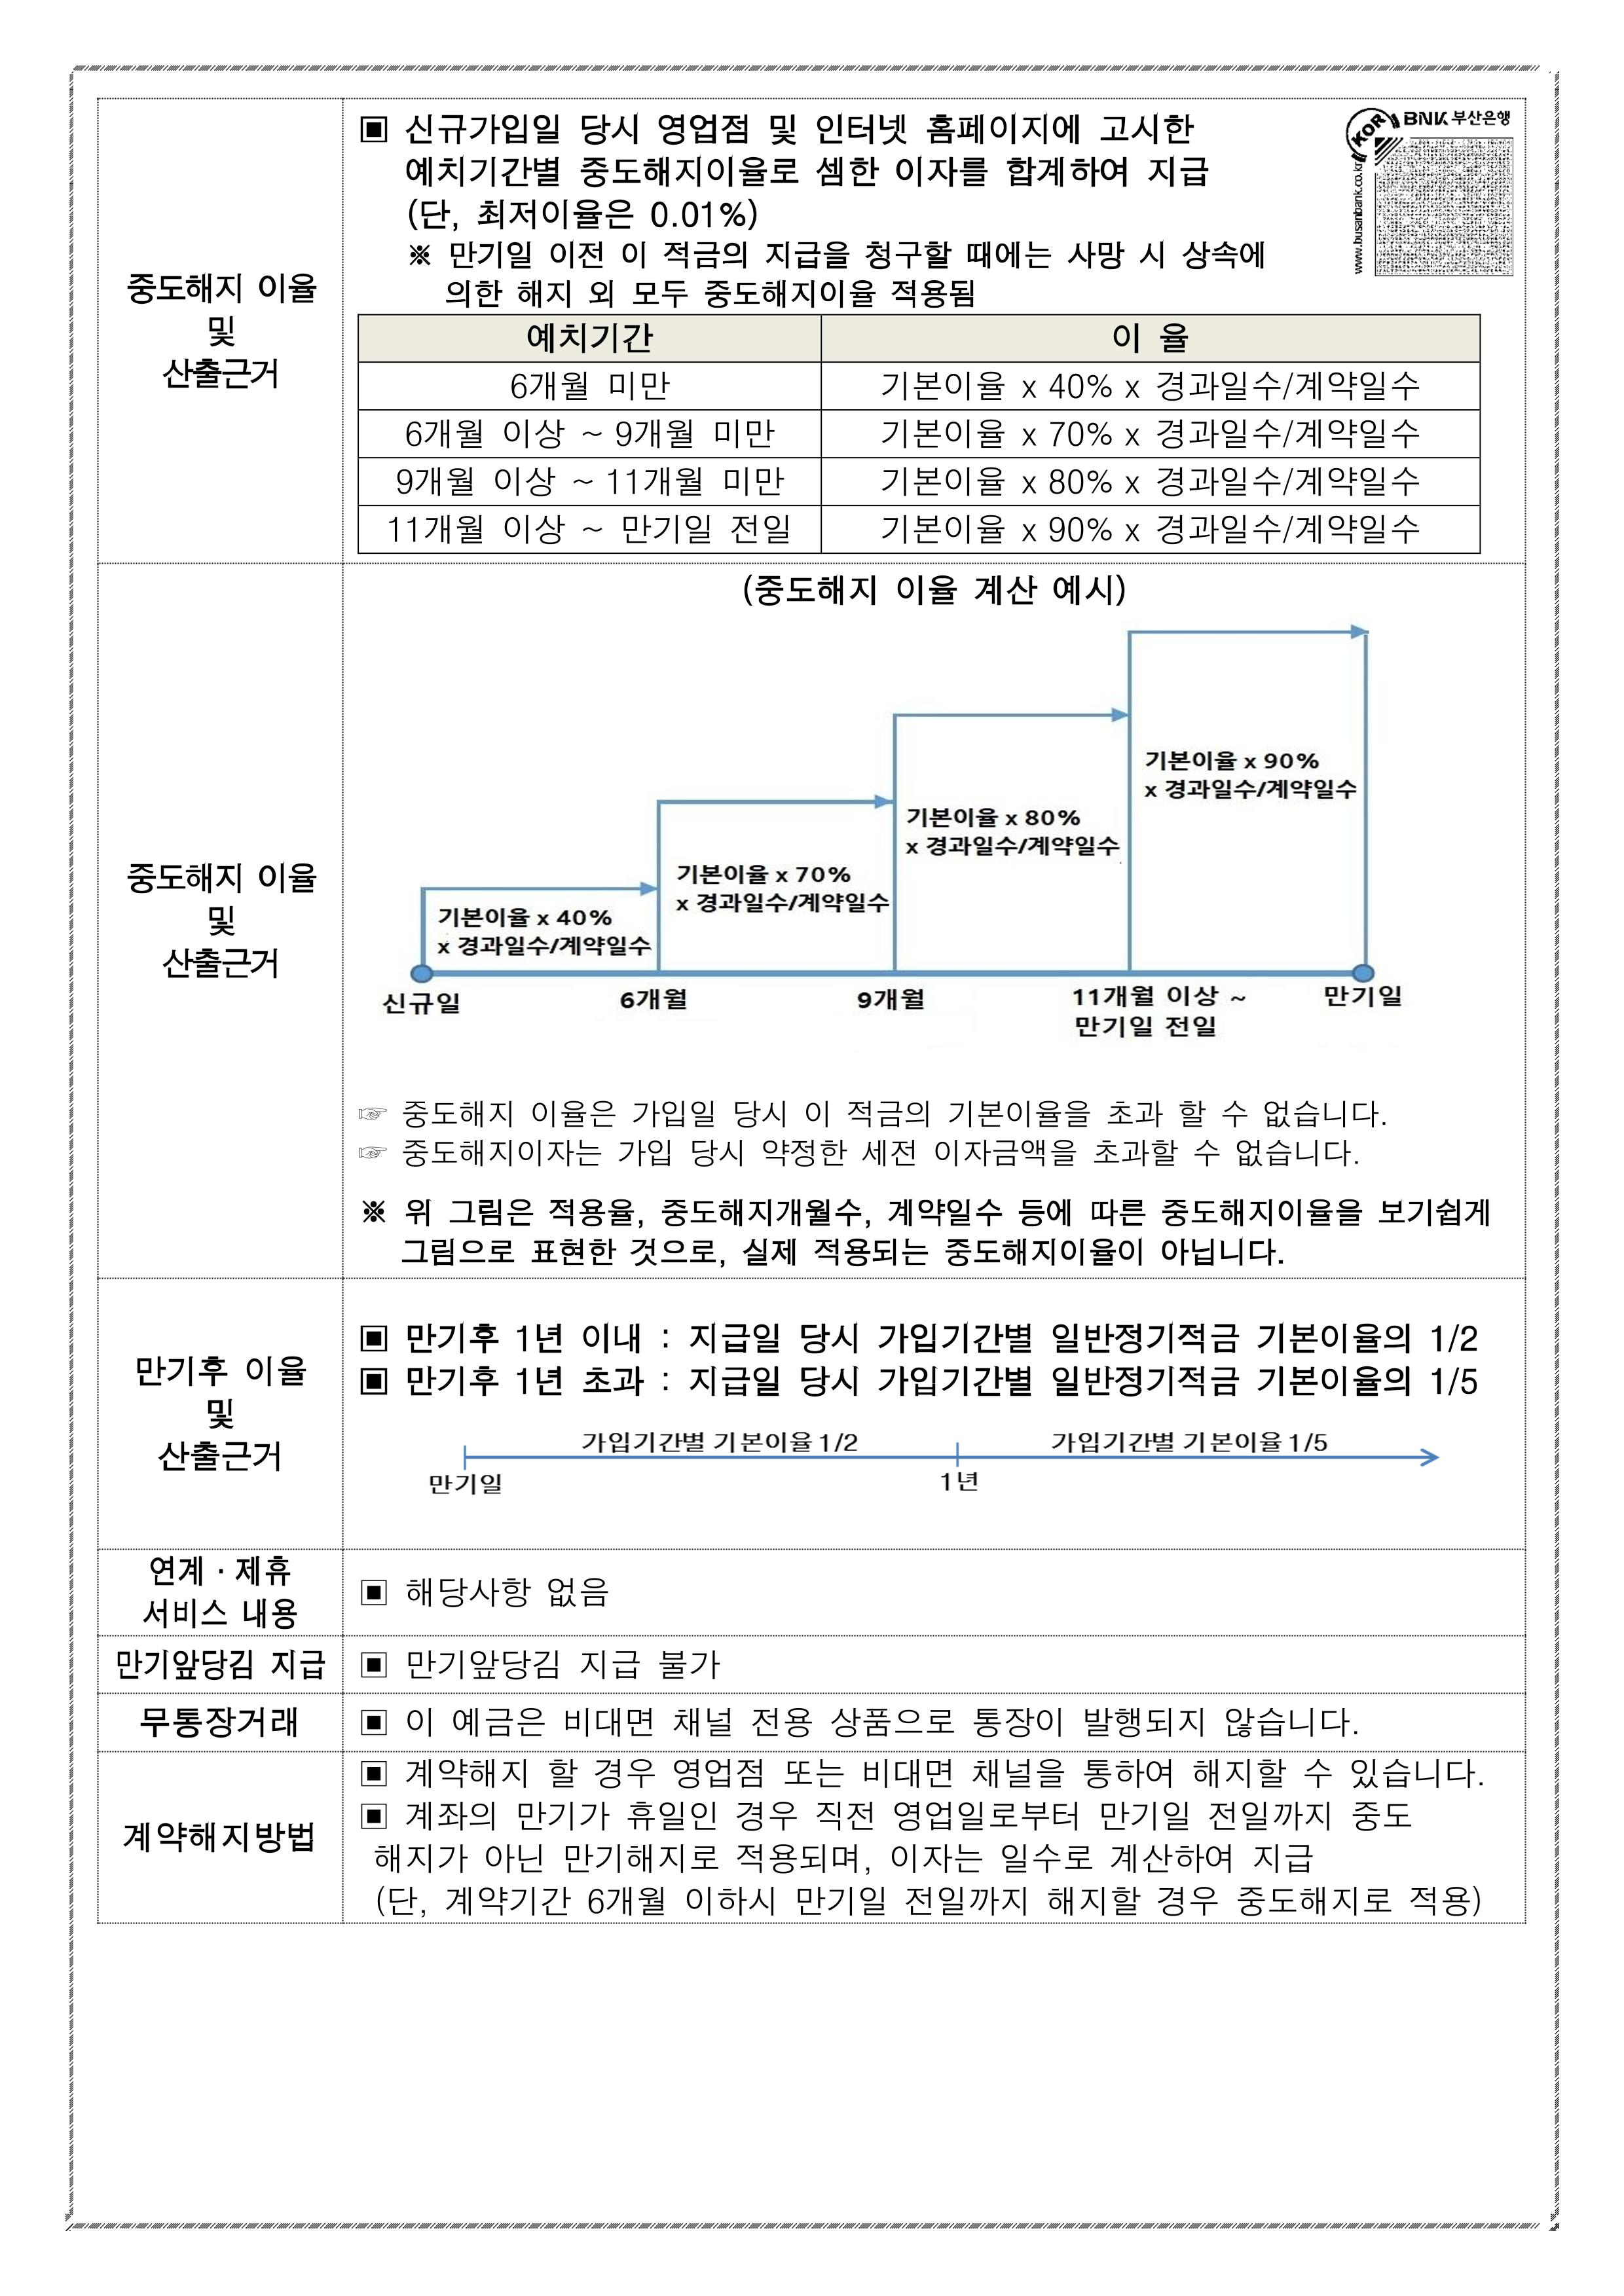 중도해지 이율
및
산출근거
▣ 신규가입일 당시 영업점 및 인터넷 홈페이지에 고시한
예치기간별 중도해지이율로 셈한 이자를 합계하여 지급
(단, 최저이율은 0.01%)
※ 만기일 이전 이 적금의 지급을 청구할 때에는 사망 시 상속에
의한 해지 외 모두 중도해지이율 적용됨
KOR
BNK 부산은행
www.busanbank.co.kr
예치기간 이 율
6개월 미만 기본이율 x 40% x 경과일수/계약일수
6개월 이상 ~ 9개월 미만 기본이율 x 70% x 경과일수/계약일수
9개월 이상 ~ 11개월 미만 기본이율 x 80% x 경과일수/계약일수
11개월 이상 ~ 만기일 전일 기본이율 x 90% x 경과일수/계약일수
중도해지 이율
및
산출근거
(중도해지 이율 계산 예시)
기본이율 x 40%
x 경과일수/계약일수
기본이율 x 70%
x 경과일수/계약일수
기본이율 x 80%
x 경과일수/계약일수
기본이율 x 90%
x 경과일수/계약일수
신규일
6개월
9개월
11개월 이상 ~
만기일 전일
만기일
☞ 중도해지 이율은 가입일 당시 이 적금의 기본이율을 초과 할 수 없습니다.
☞ 중도해지이자는 가입 당시 약정한 세전 이자금액을 초과할 수 없습니다.
※ 위 그림은 적용율, 중도해지개월수, 계약일수 등에 따른 중도해지이율을 보기쉽게
그림으로 표현한 것으로, 실제 적용되는 중도해지이율이 아닙니다.
만기후 이율
및
산출근거
▣ 만기후 1년 이내 : 지급일 당시 가입기간별 일반정기적금 기본이율의 1/2
▣ 만기후 1년 초과 : 지급일 당시 가입기간별 일반정기적금 기본이율의 1/5
가입기간별 기본이율 1/2 가입기간별 기본이율 1/5
만기일 1년
연계·제휴
서비스 내용
▣ 해당사항 없음
만기앞당김 지급
▣ 만기앞당김 지급 불가
무통장거래
▣ 이 예금은 비대면 채널 전용 상품으로 통장이 발행되지 않습니다.
계약해지방법
▣ 계약해지 할 경우 영업점 또는 비대면 채널을 통하여 해지할 수 있습니다.
▣ 계좌의 만기가 휴일인 경우 직전 영업일로부터 만기일 전일까지 중도
해지가 아닌 만기해지로 적용되며, 이자는 일수로 계산하여 지급
(단, 계약기간 6개월 이하시 만기일 전일까지 해지할 경우 중도해지로 적용)